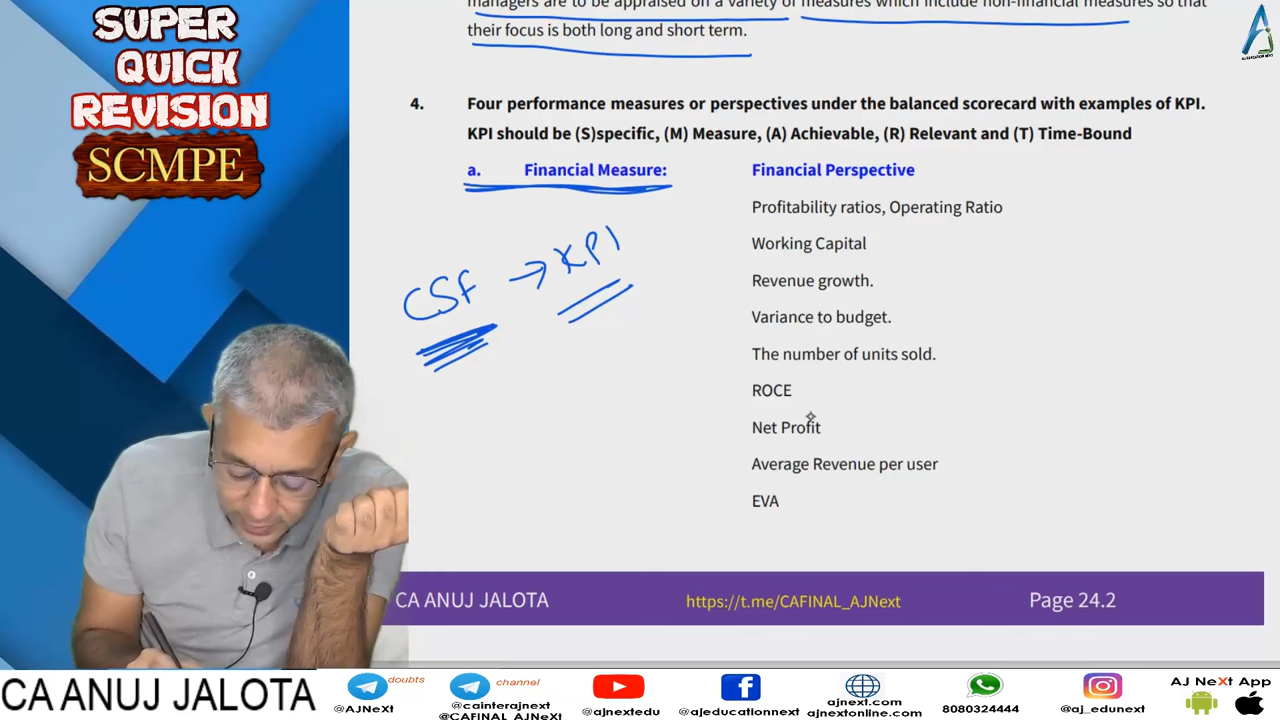 SUPER
QUICK
REVISION
SCMPE
managers are to be appraised on a variety of measures which include non-financial measures so that
their focus is both long and short term.
4. Four performance measures or perspectives under the balanced scorecard with examples of KPI.
KPI should be (S)specific, (M) Measure, (A) Achievable, (R) Relevant and (T) Time-Bound
a. Financial Measure: Financial Perspective
Profitability ratios, Operating Ratio
Working Capital
Revenue growth.
Variance to budget.
The number of units sold.
ROCE
Net Profit
Average Revenue per user
EVA
CSF → KPI
CA ANUJ JALOTA https://t.me/CAFINAL_AJNext Page 24.2
CA ANUJ JALOTA
doubts
@AJNeXt
channel
@cainterajnext
@CAFINAL_AJNext
@ajnextedu
@ajeducationnext
ajnext.com
ajnextonline.com
8080324444
@aj_edunext
AJ NeXt App